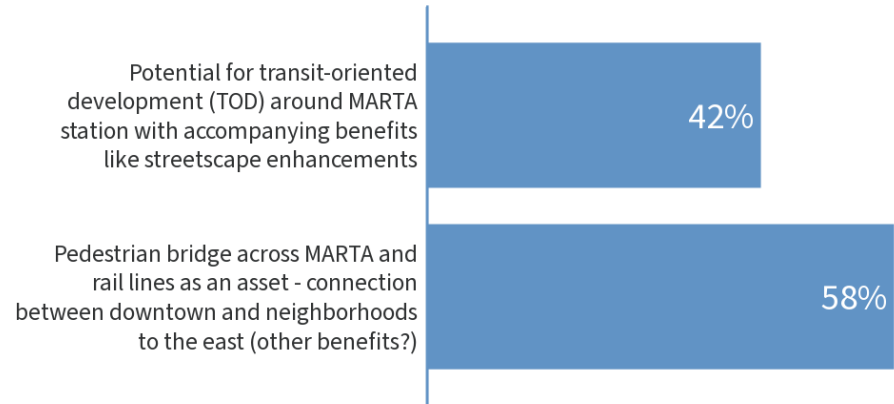 Potential for transit-oriented
development (TOD) around MARTA
station with accompanying benefits
like streetscape enhancements
42%
Pedestrian bridge across MARTA and
rail lines as an asset - connection
between downtown and neighborhoods
to the east (other benefits?)
58%